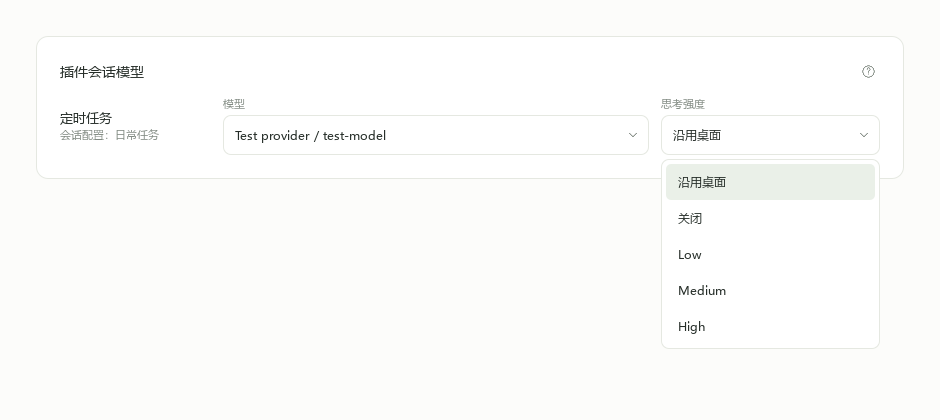 插件会话模型
定时任务
会话配置：日常任务
模型
Test provider / test-model
思考强度
沿用桌面
沿用桌面
关闭
Low
Medium
High